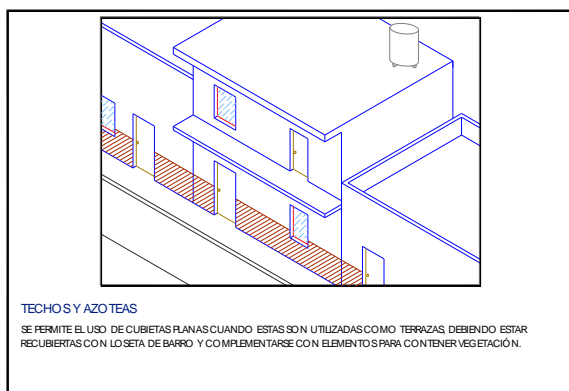 TECHOS Y AZOTEAS
SE PERMITE EL USO DE CUBIETAS PLANAS CUANDO ESTAS SON UTILIZADAS COMO TERRAZAS, DEBIENDO ESTAR
RECUBIERTAS CON LOSETA DE BARRO Y COMPLEMENTARSE CON ELEMENTOS PARA CONTENER VEGETACIÓN.